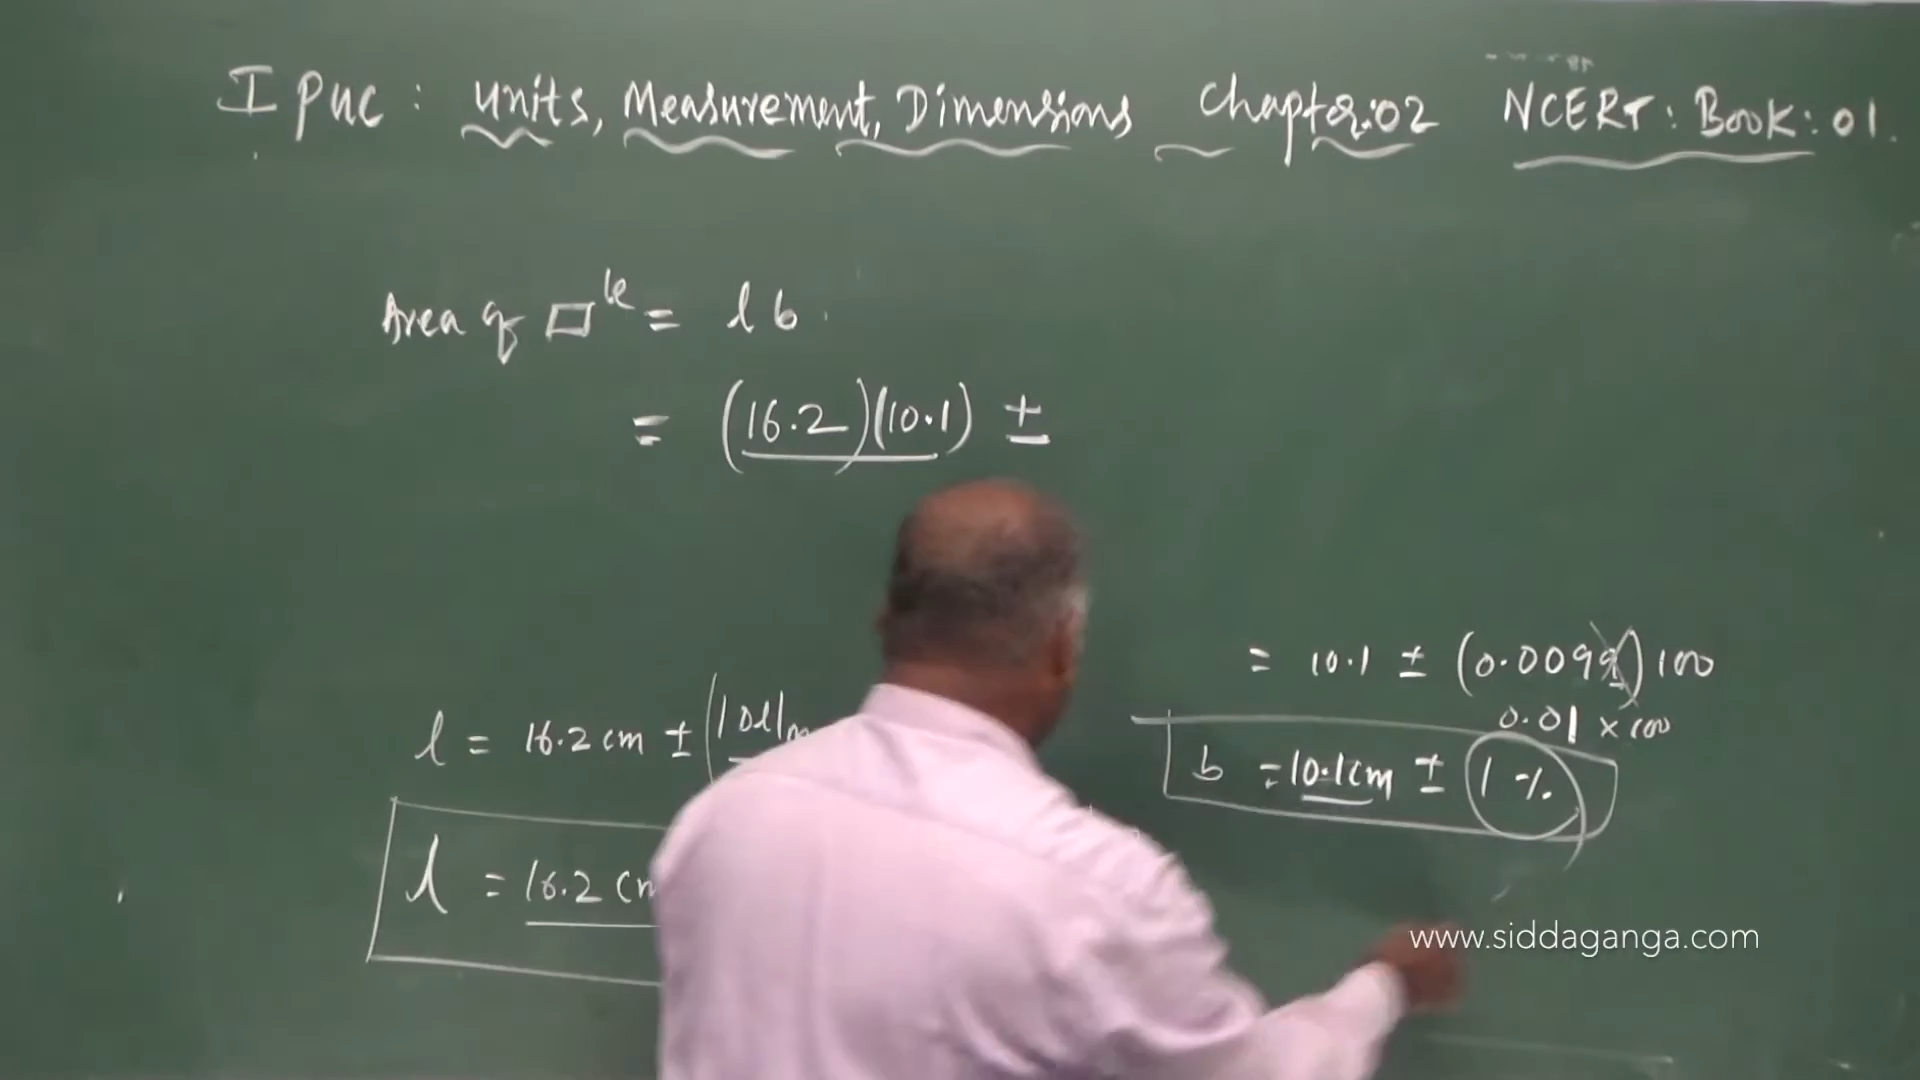 I PUC : Units, Measurement, Dimensions Chapter:02 NCERT: Book: 01.
Area of ▭le = l b
= (16.2)(10.1) ±
= 10.1 ± (0.0099) 100
0.01 × 100
l = 16.2 cm ±
b = 10.1cm ± 1 %
l = 16.2 cm
www.siddaganga.com